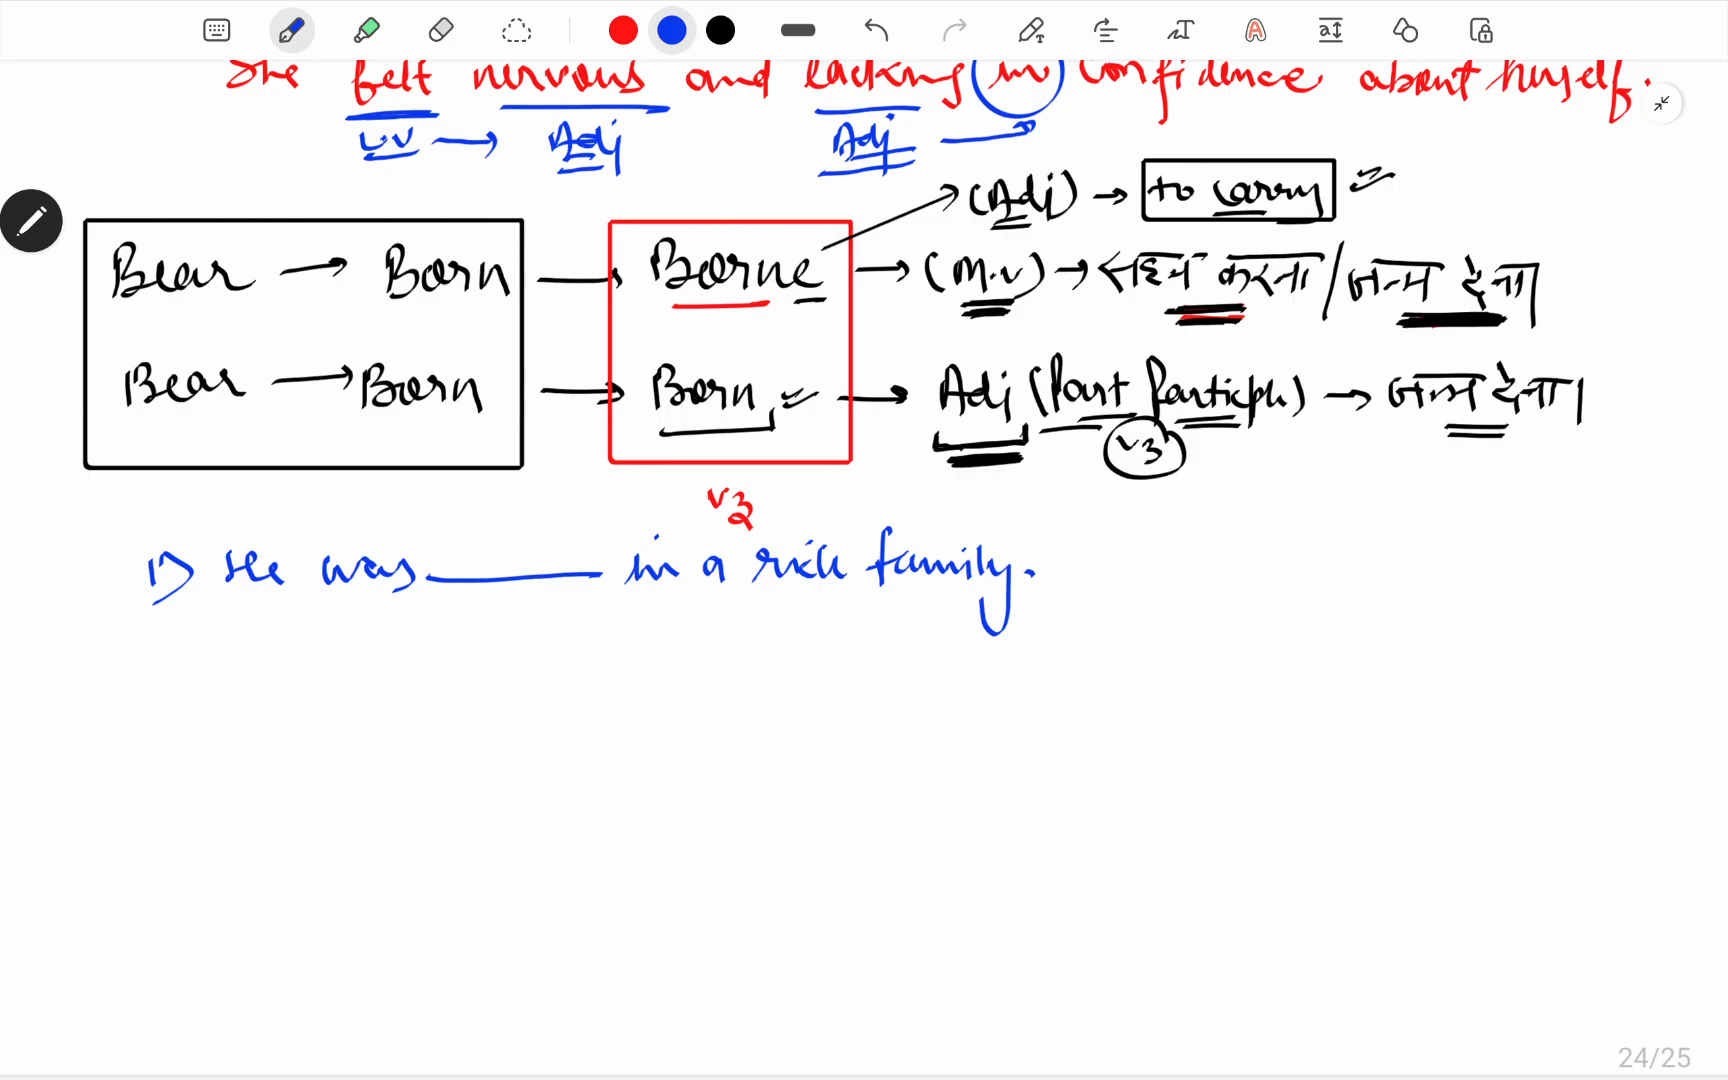 She felt nervous and lacking in confidence about herself.
LV → Adj Adj →
(Adj) → to carry
Bear → Born → Borne → (M.V) → सहन करना / जन्म देना
Bear → Born → Born → Adj (Past Participle) → जन्म देना
V3
V3
1) She was ______ in a rich family.
24/25